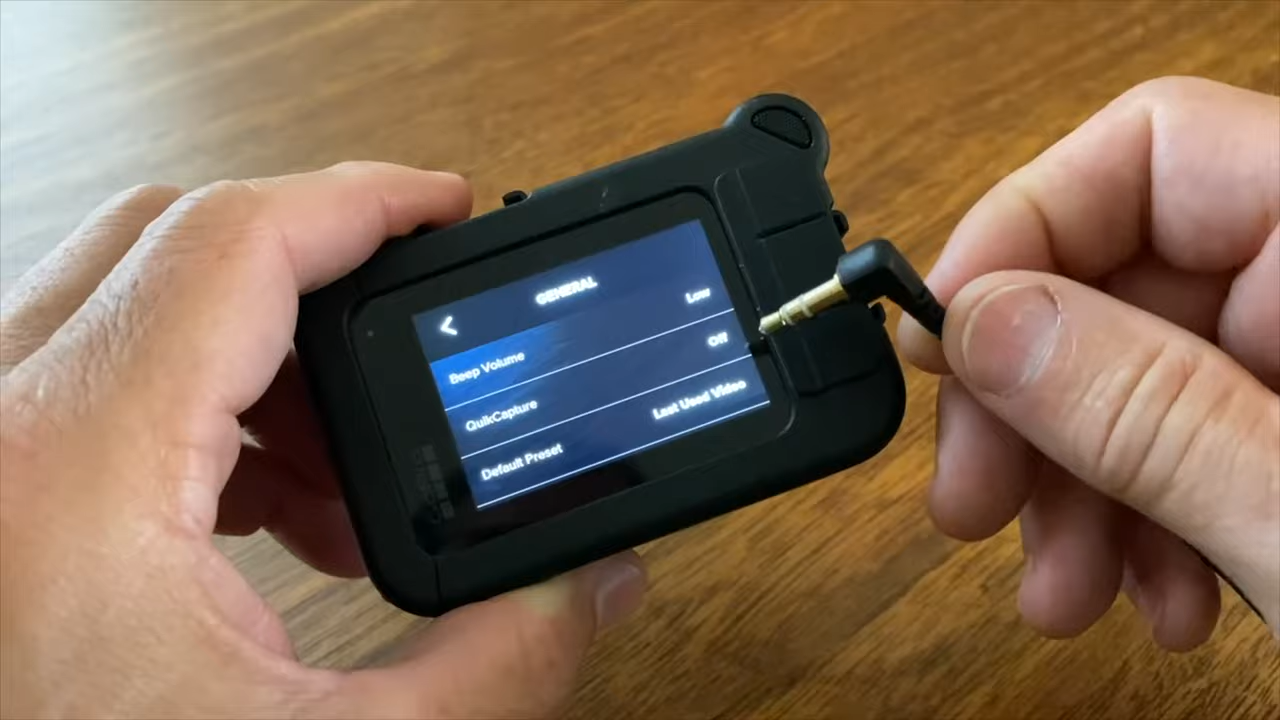 GENERAL
Beep Volume Low
QuikCapture Off
Default Preset Last Used Video